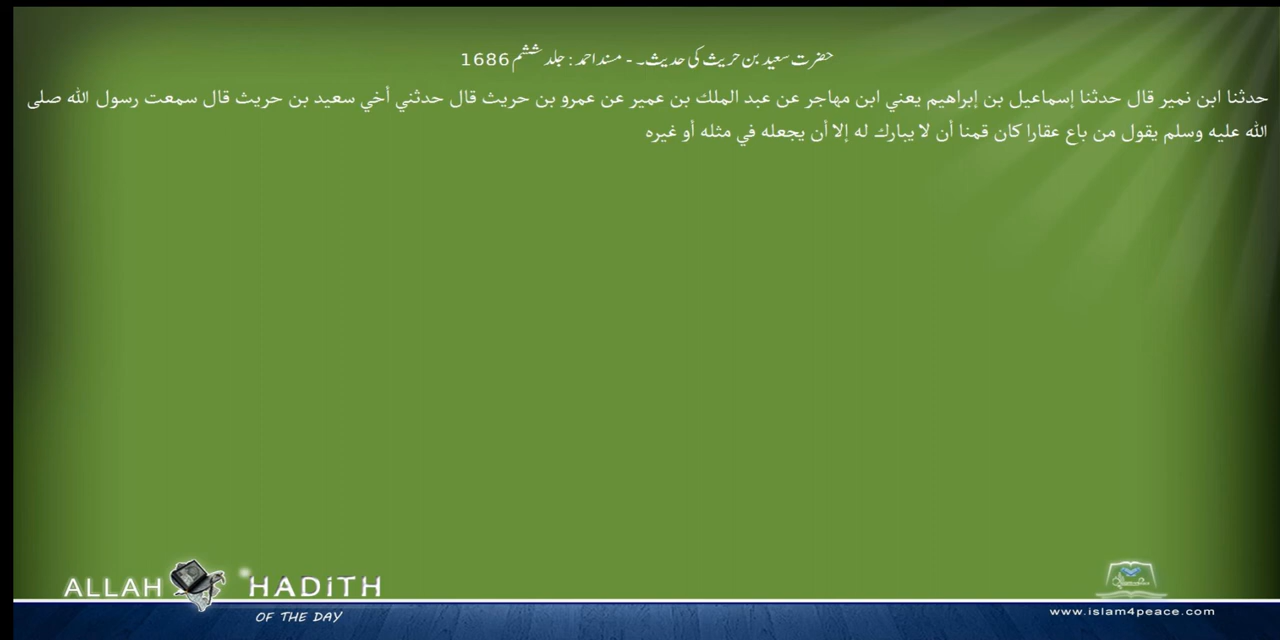 حضرت سعید بن حریث کی حدیث۔ - مسند احمد : جلد ششم 1686
حدثنا ابن نمير قال حدثنا إسماعيل بن إبراهيم يعني ابن مهاجر عن عبد الملك بن عمير عن عمرو بن حريث قال حدثني أخي سعيد بن حريث قال سمعت رسول الله صلى
الله عليه وسلم يقول من باع عقارا كان قمنا أن لا يبارك له إلا أن يجعله في مثله أو غيره
ALLAH HADITH
OF THE DAY
www.islam4peace.com